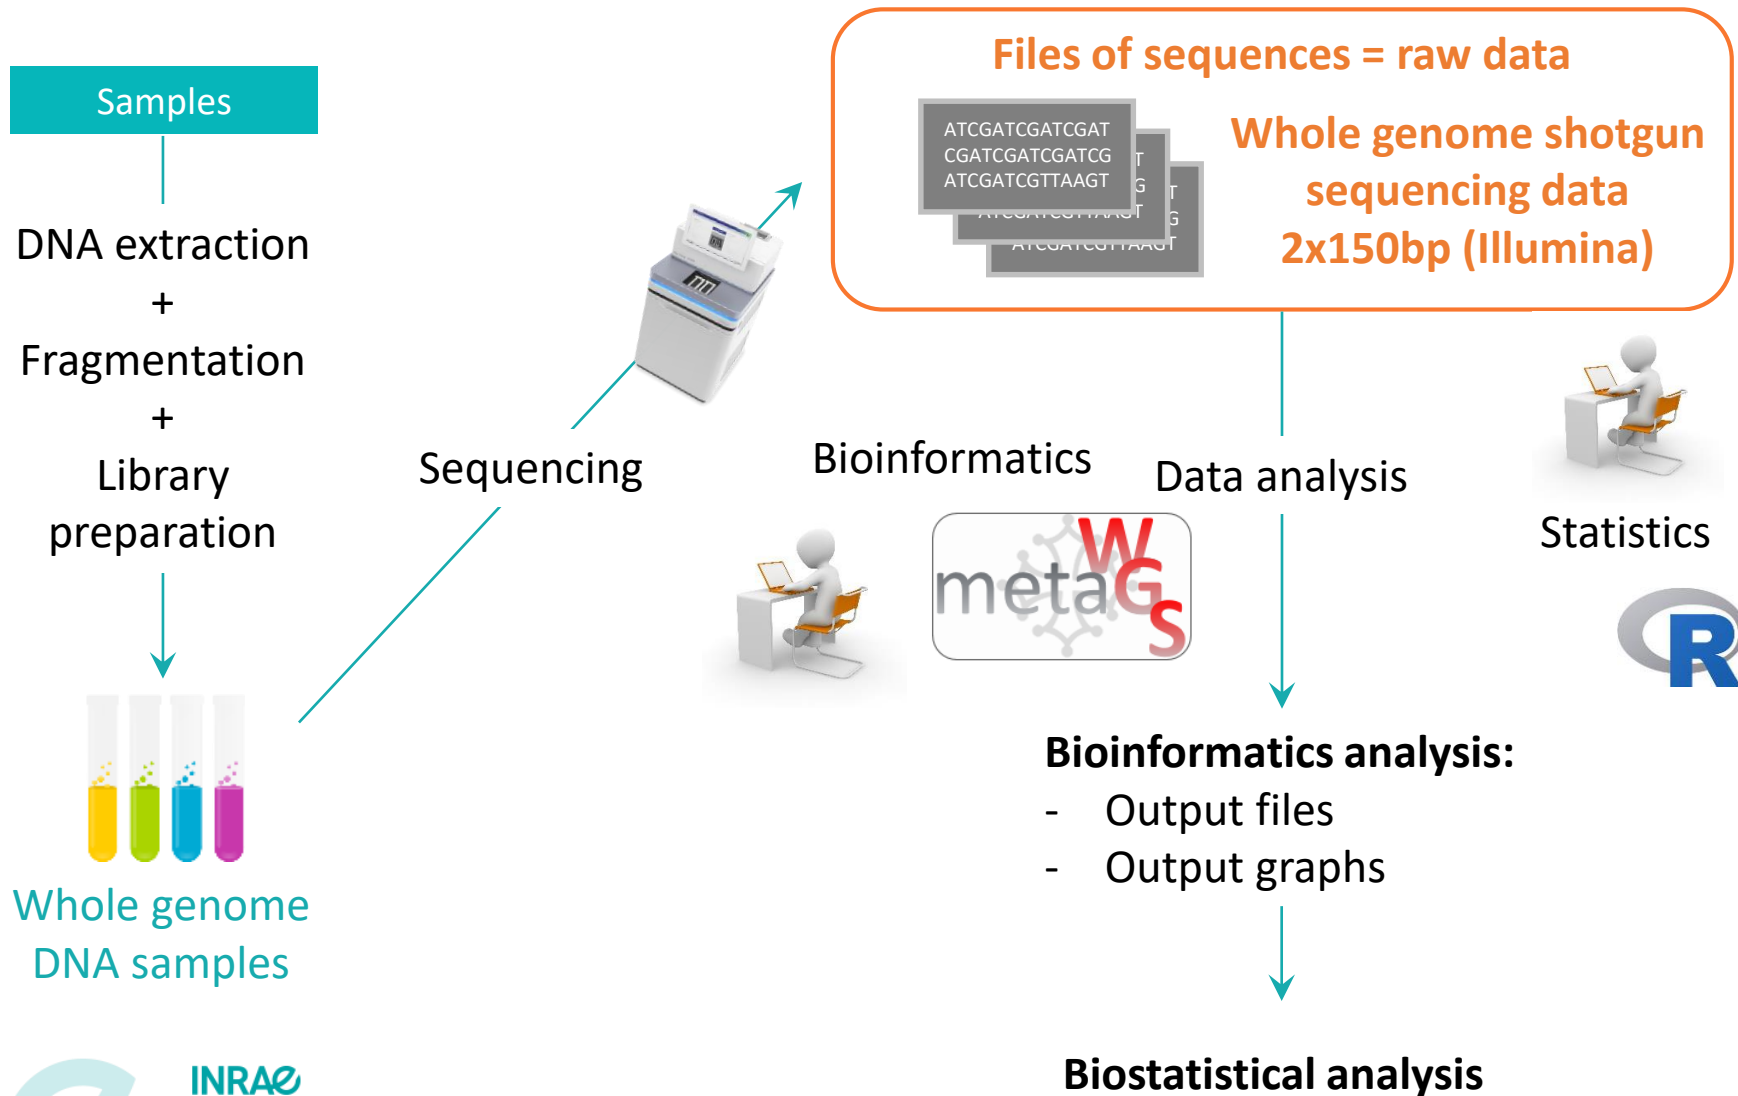 Samples
DNA extraction
+
Fragmentation
+
Library
preparation
Whole genome
DNA samples
INRAE
Sequencing
Files of sequences = raw data
ATCGATCGATCGAT
CGATCGATCGATCG
ATCGATCGTTAAGT
T
G
ATCGATCGTTAAGT
T
G
ATCGATCGTTAAGT
Whole genome shotgun
sequencing data
2x150bp (Illumina)
Bioinformatics
metaWGS
Data analysis
Statistics
R
Bioinformatics analysis:
- Output files
- Output graphs
Biostatistical analysis